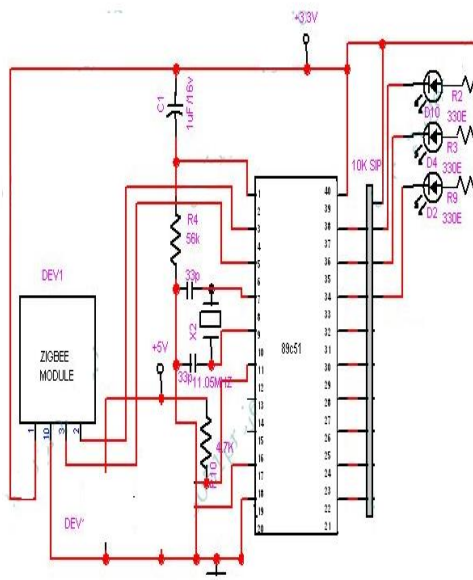 +3.3V
C1
1uF/16v
R4
56k
33p
X2
33p
11.05MHZ
+5V
4.7K
DEV1
ZIGBEE
MODULE
1 10 3 2
DEV1
89c51
1
2
3
4
5
6
7
8
9
10
11
12
13
14
15
16
17
18
19
20
40
39
38
37
36
35
34
33
32
31
30
29
28
27
26
25
24
23
22
21
10K SIP
D10
R2
330E
D4
R3
330E
D2
R9
330E